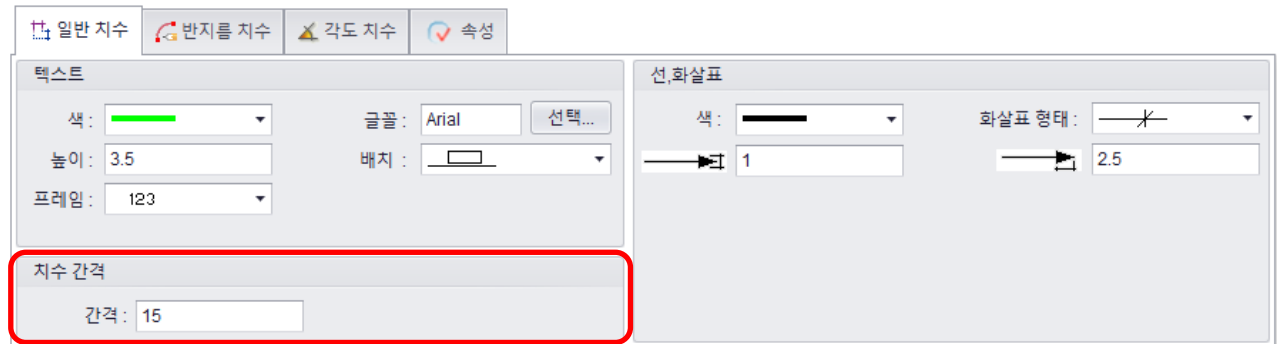 일반 치수 반지름 치수 각도 치수 속성
텍스트
색 : 글꼴 : Arial 선택...
높이 : 3.5 배치 :
프레임 : 123
치수 간격
간격 : 15
선,화살표
색 : 화살표 형태 :
1 2.5